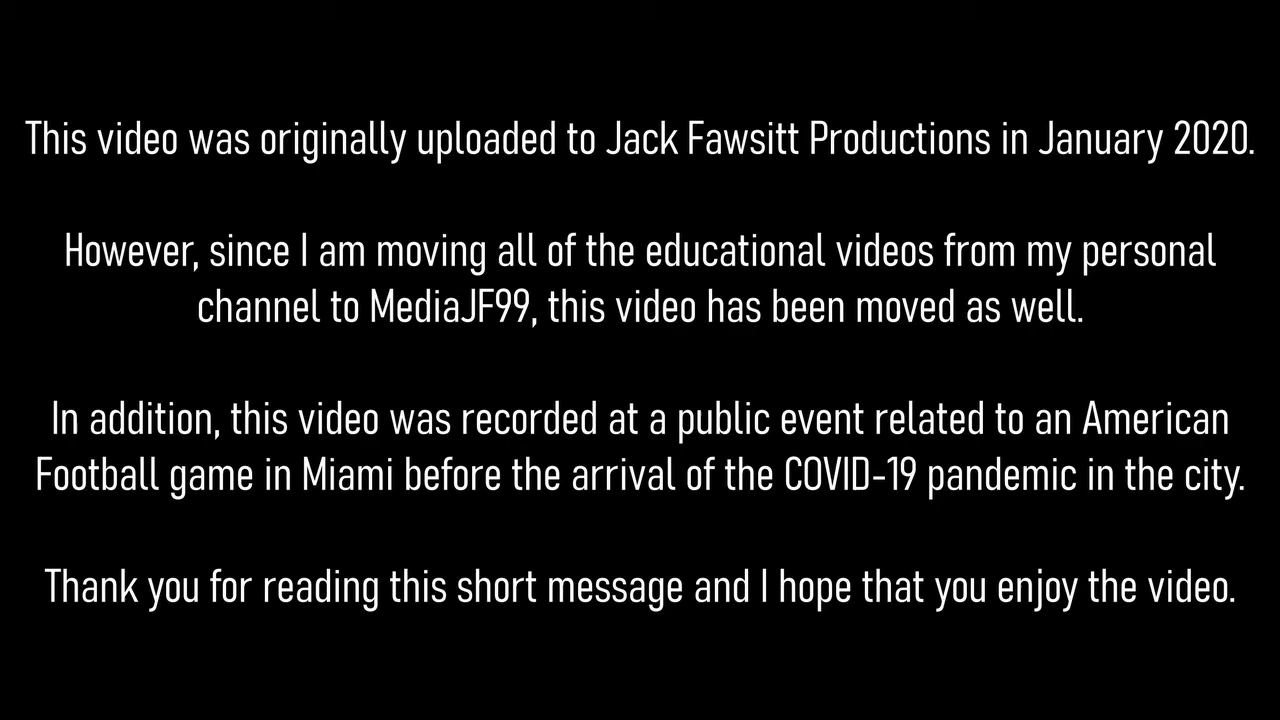 This video was originally uploaded to Jack Fawsitt Productions in January 2020.
However, since I am moving all of the educational videos from my personal
channel to MediaJF99, this video has been moved as well.
In addition, this video was recorded at a public event related to an American
Football game in Miami before the arrival of the COVID-19 pandemic in the city.
Thank you for reading this short message and I hope that you enjoy the video.